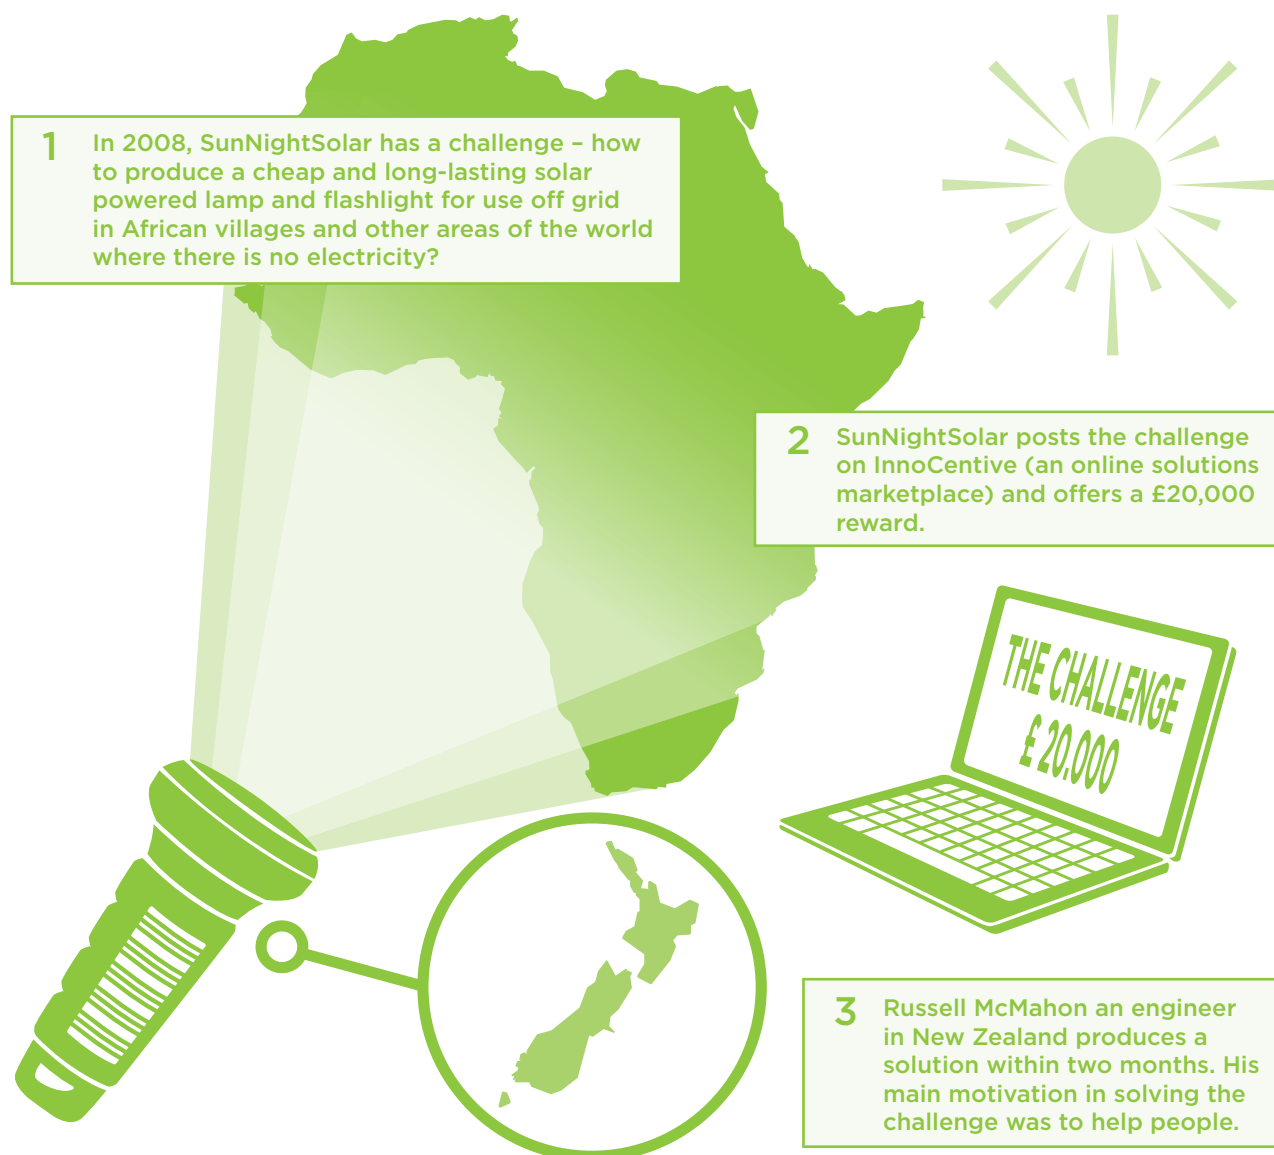 1
In 2008, SunNightSolar has a challenge – how
to produce a cheap and long-lasting solar
powered lamp and flashlight for use off grid
in African villages and other areas of the world
where there is no electricity?
2
SunNightSolar posts the challenge
on InnoCentive (an online solutions
marketplace) and offers a £20,000
reward.
THE CHALLENGE
£ 20.000
3
Russell McMahon an engineer
in New Zealand produces a
solution within two months. His
main motivation in solving the
challenge was to help people.